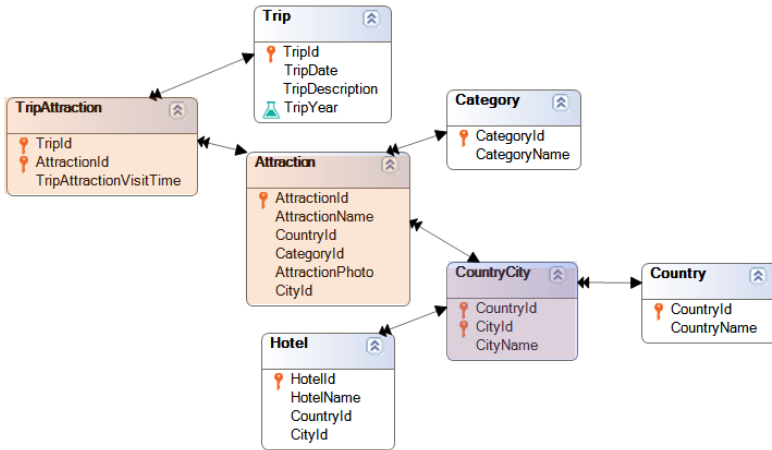 Trip
TripId
TripDate
TripDescription
TripYear
TripAttraction
TripId
AttractionId
TripAttractionVisitTime
Category
CategoryId
CategoryName
Attraction
AttractionId
AttractionName
CountryId
CategoryId
AttractionPhoto
CityId
CountryCity
CountryId
CityId
CityName
Country
CountryId
CountryName
Hotel
HotelId
HotelName
CountryId
CityId